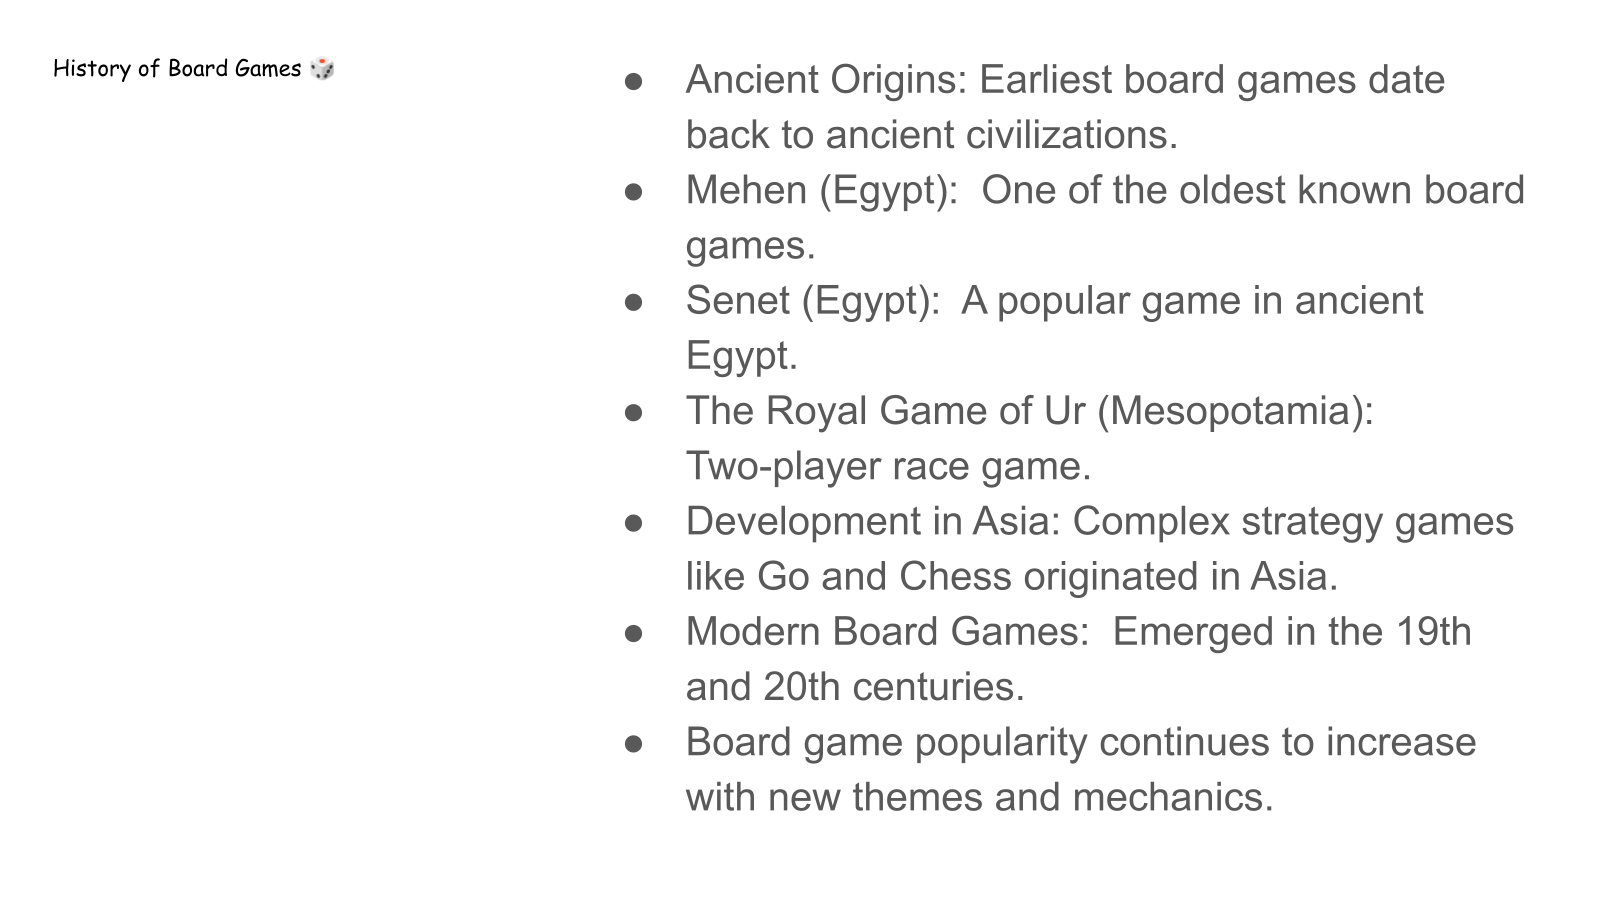 History of Board Games 🎲
● Ancient Origins: Earliest board games date
back to ancient civilizations.
● Mehen (Egypt):  One of the oldest known board
games.
● Senet (Egypt):  A popular game in ancient
Egypt.
● The Royal Game of Ur (Mesopotamia):
Two-player race game.
● Development in Asia: Complex strategy games
like Go and Chess originated in Asia.
● Modern Board Games:  Emerged in the 19th
and 20th centuries.
● Board game popularity continues to increase
with new themes and mechanics.